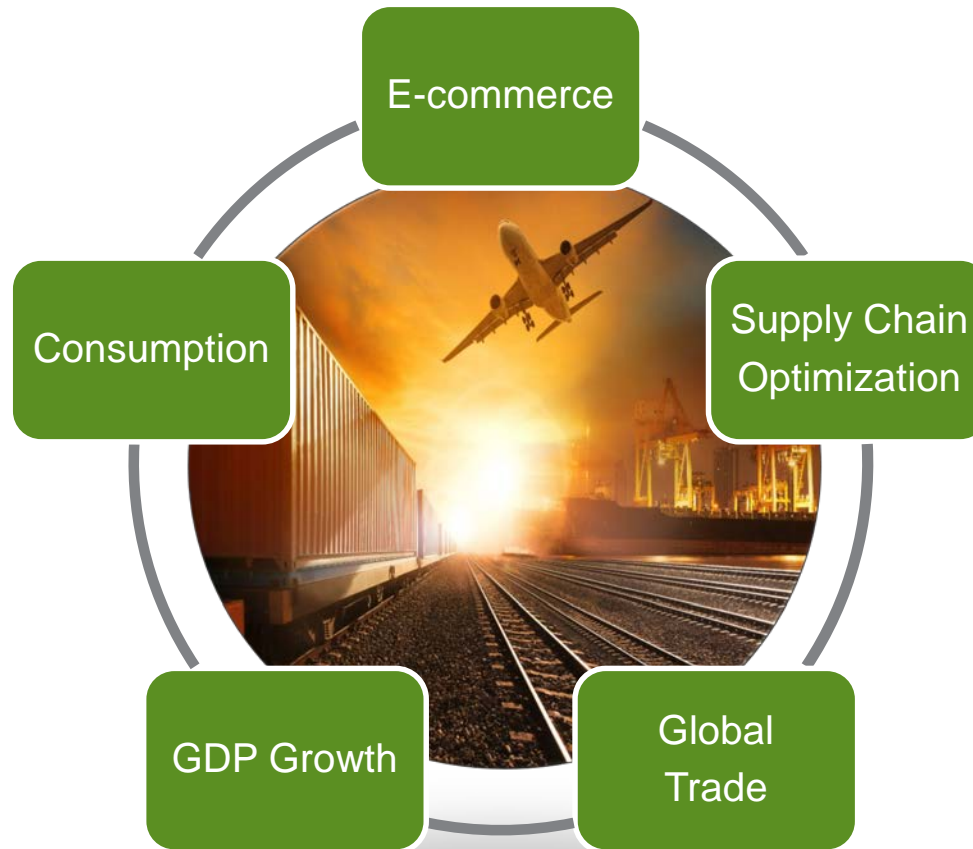 E-commerce
Supply Chain
Optimization
Global
Trade
GDP Growth
Consumption